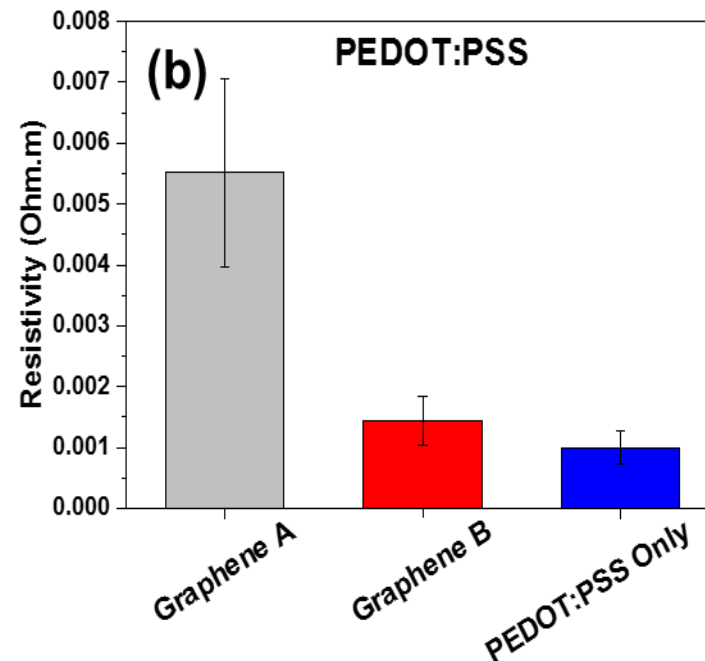 (b)
PEDOT:PSS
Resistivity (Ohm.m)
0.008
0.007
0.006
0.005
0.004
0.003
0.002
0.001
0.000
Graphene A
Graphene B
PEDOT:PSS Only